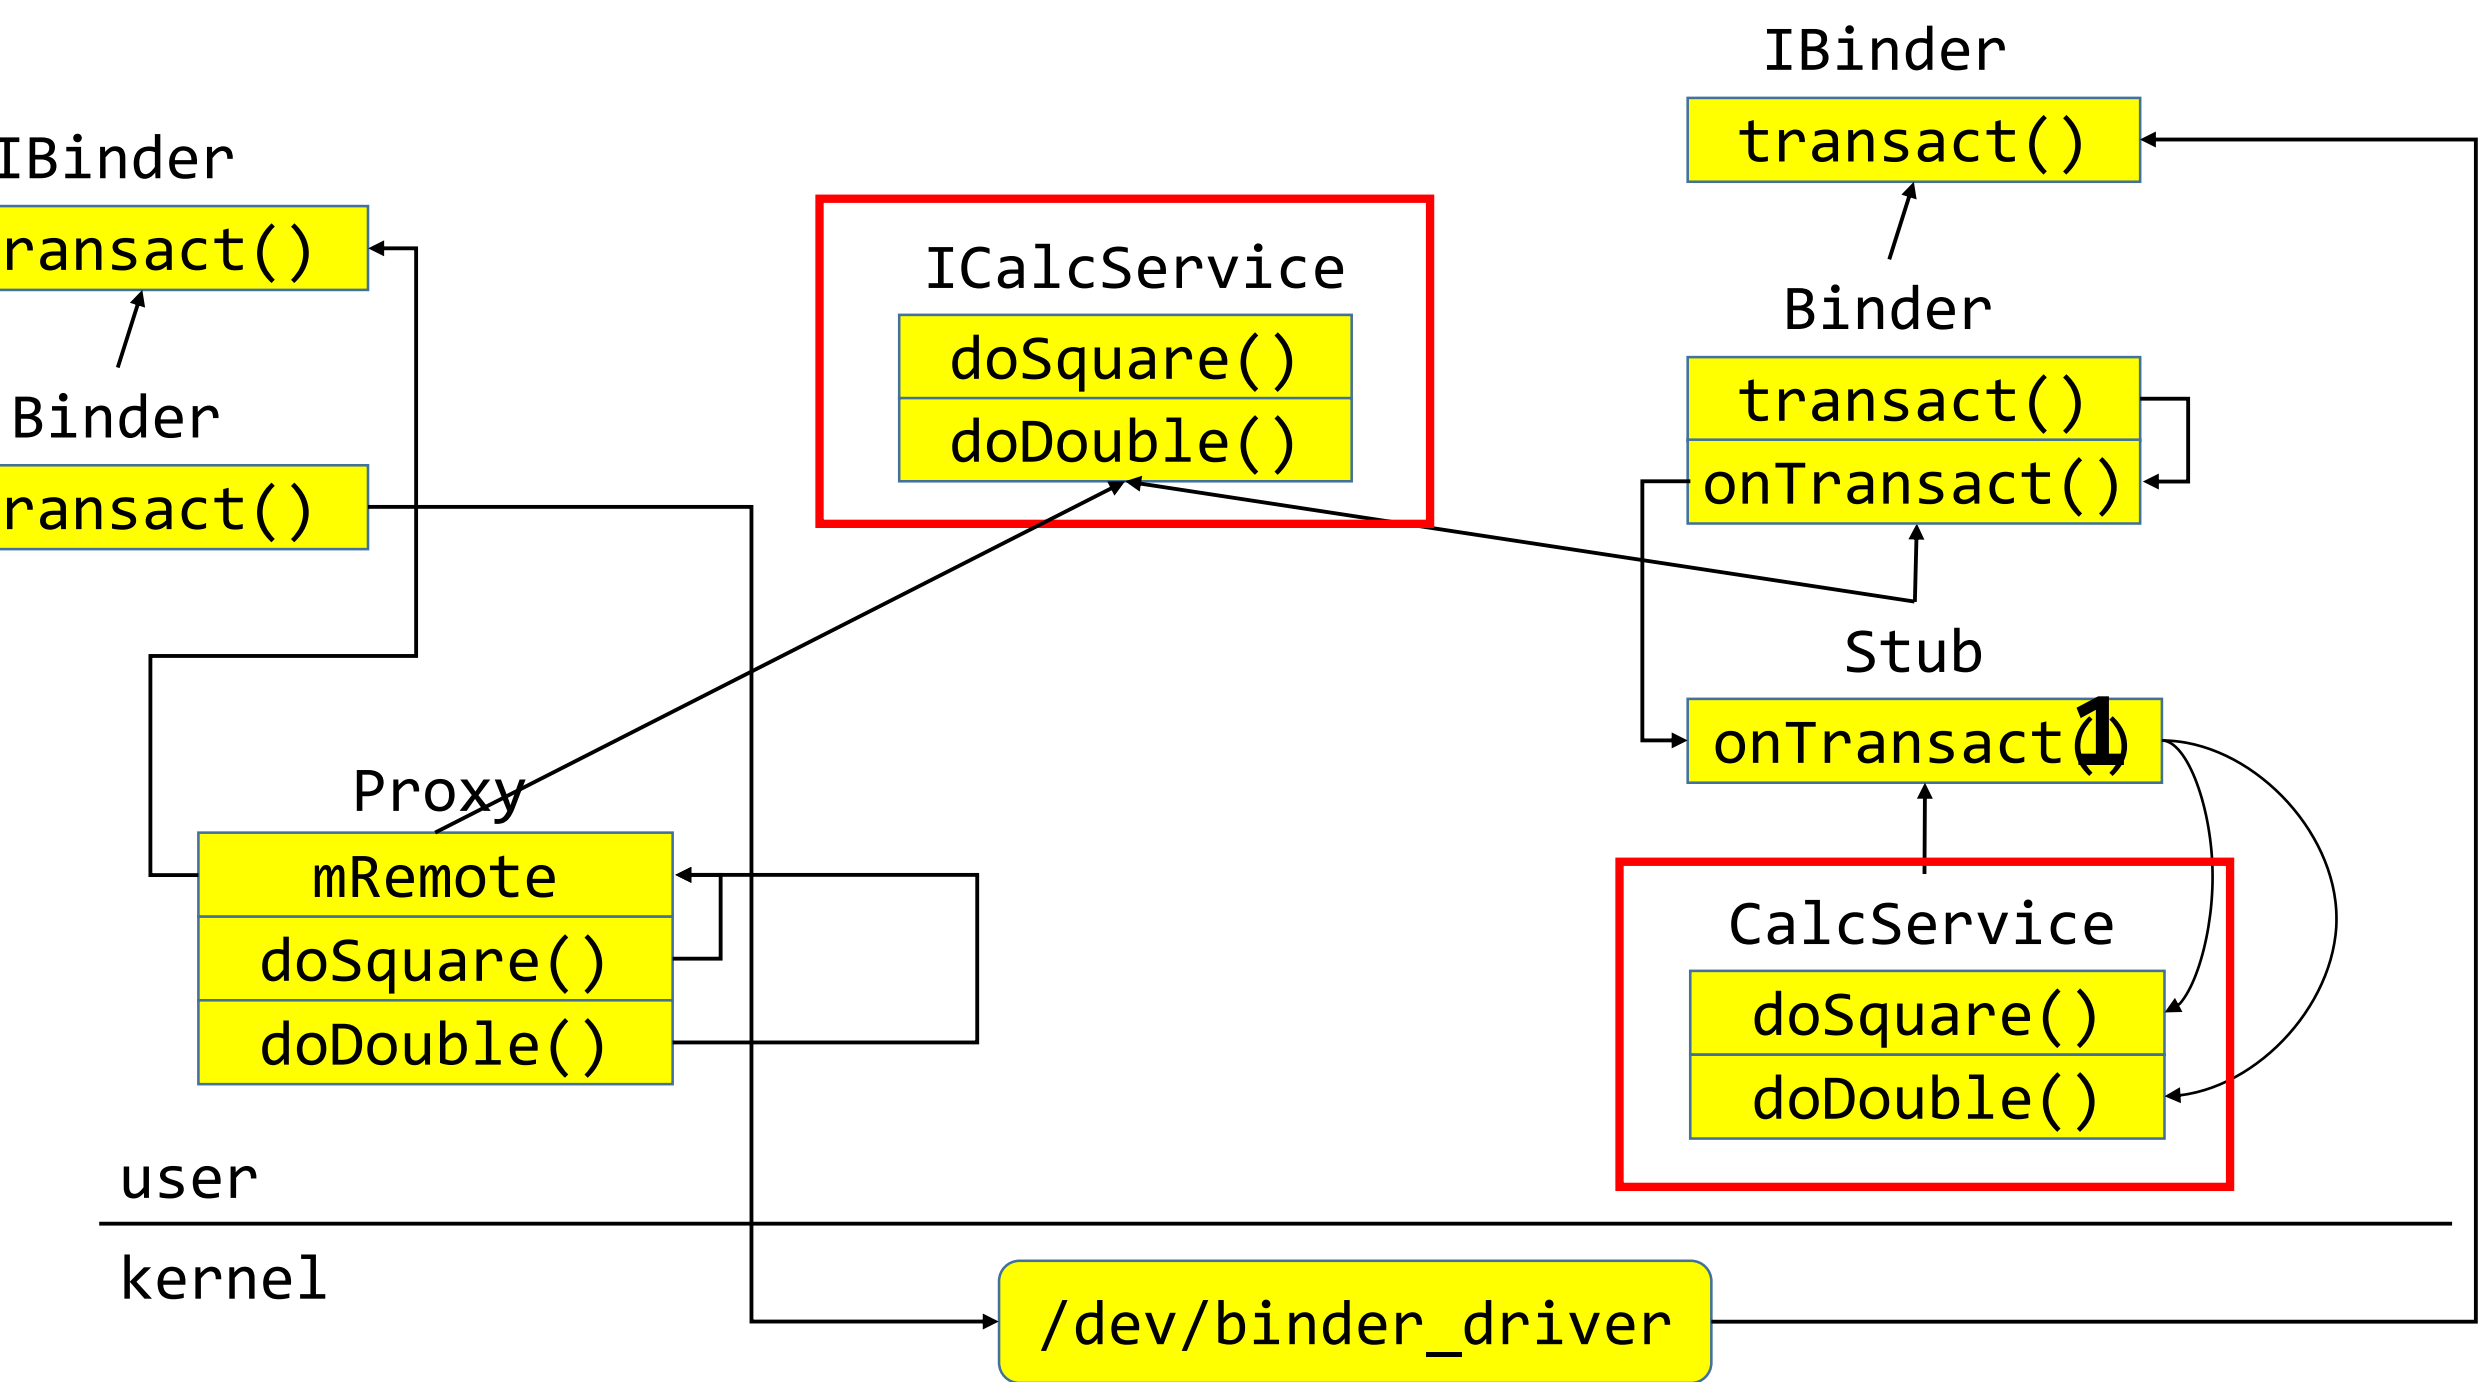 IBinder
ransact()
Binder
ransact()
ICalcService
doSquare()
doDouble()
IBinder
transact()
Binder
transact()
onTransact()
Stub
onTransact()
1
CalcService
doSquare()
doDouble()
Proxy
mRemote
doSquare()
doDouble()
user
kernel
/dev/binder_driver